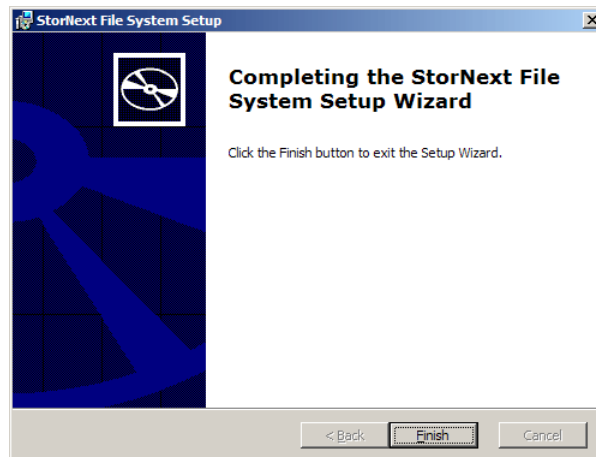 StorNext File System Setup
Completing the StorNext File
System Setup Wizard
Click the Finish button to exit the Setup Wizard.
< Back Finish Cancel